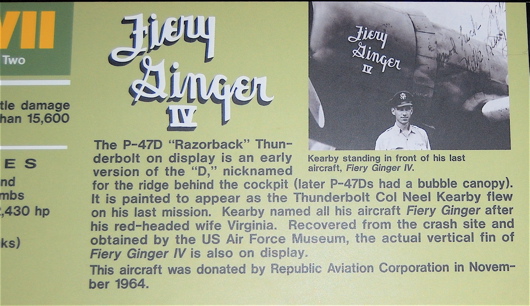 VII
Two
tle damage
han 15,600
E S
nd
mbs
,430 hp
ks)
Fiery
Ginger
IV
The P-47D "Razorback" Thun-
derbolt on display is an early
version of the "D," nicknamed
for the ridge behind the cockpit (later P-47Ds had a bubble canopy).
It is painted to appear as the Thunderbolt Col Neel Kearby flew
on his last mission. Kearby named all his aircraft Fiery Ginger after
his red-headed wife Virginia. Recovered from the crash site and
obtained by the US Air Force Museum, the actual vertical fin of
Fiery Ginger IV is also on display.
This aircraft was donated by Republic Aviation Corporation in Novem-
ber 1964.
Fiery
Ginger
IV
Kearby standing in front of his last
aircraft, Fiery Ginger IV.